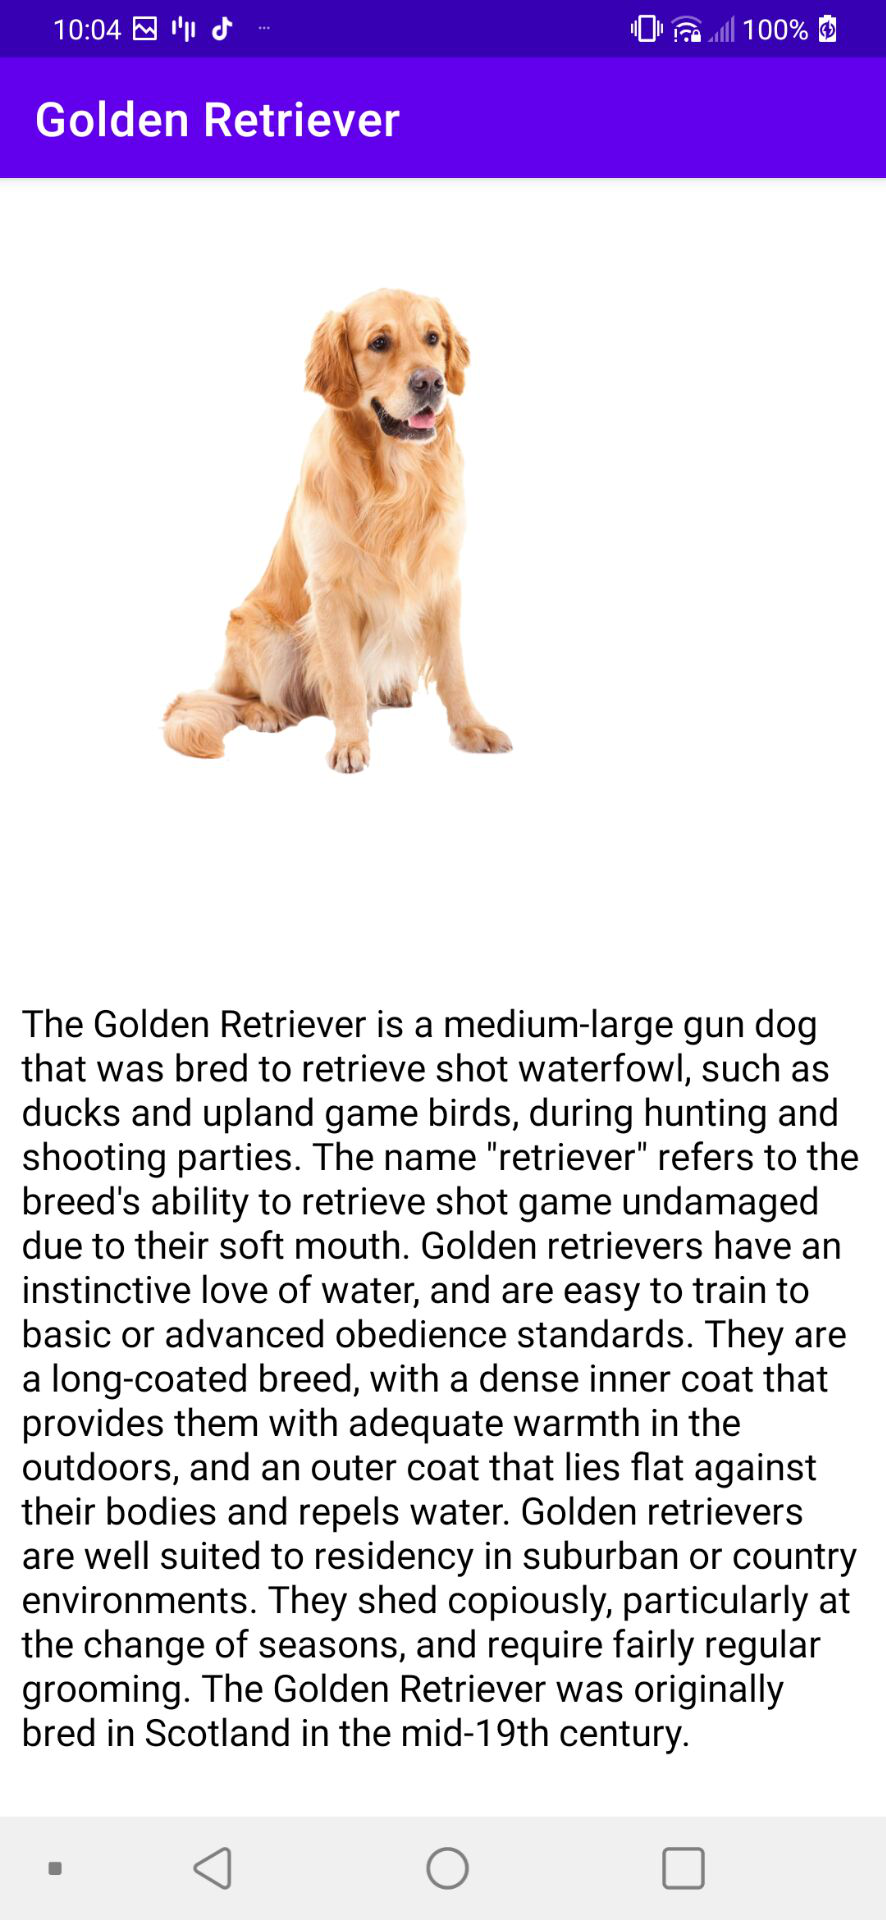 10:04
100%
Golden Retriever
The Golden Retriever is a medium-large gun dog
that was bred to retrieve shot waterfowl, such as
ducks and upland game birds, during hunting and
shooting parties. The name "retriever" refers to the
breed's ability to retrieve shot game undamaged
due to their soft mouth. Golden retrievers have an
instinctive love of water, and are easy to train to
basic or advanced obedience standards. They are
a long-coated breed, with a dense inner coat that
provides them with adequate warmth in the
outdoors, and an outer coat that lies flat against
their bodies and repels water. Golden retrievers
are well suited to residency in suburban or country
environments. They shed copiously, particularly at
the change of seasons, and require fairly regular
grooming. The Golden Retriever was originally
bred in Scotland in the mid-19th century.